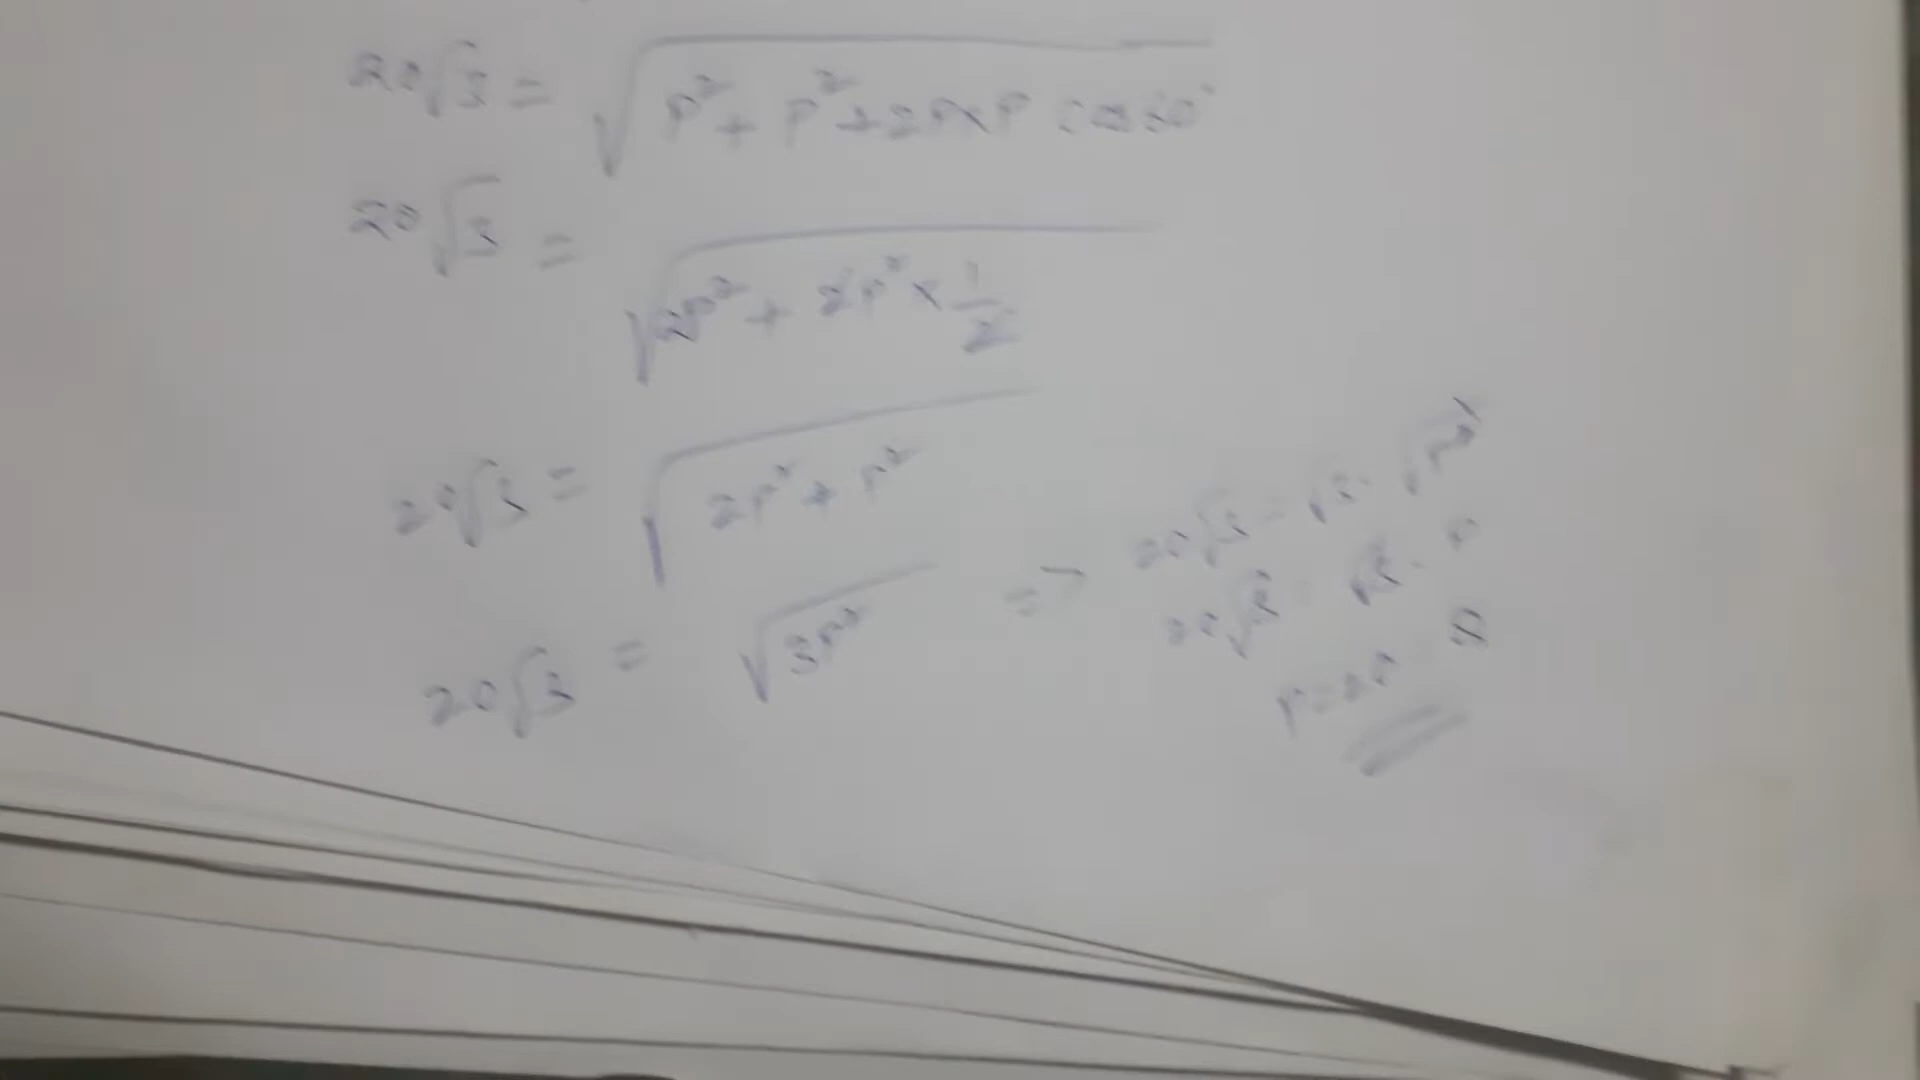 20√3 = √(P² + P² + 2P×P cos 60°)
20√3 = √(2P² + 2P² × 1/2)
20√3 = √(2P² + P²)
20√3 = √(3P²) =>
20√3 = √3 · √P²
20√3 = √3 · P
P = 20